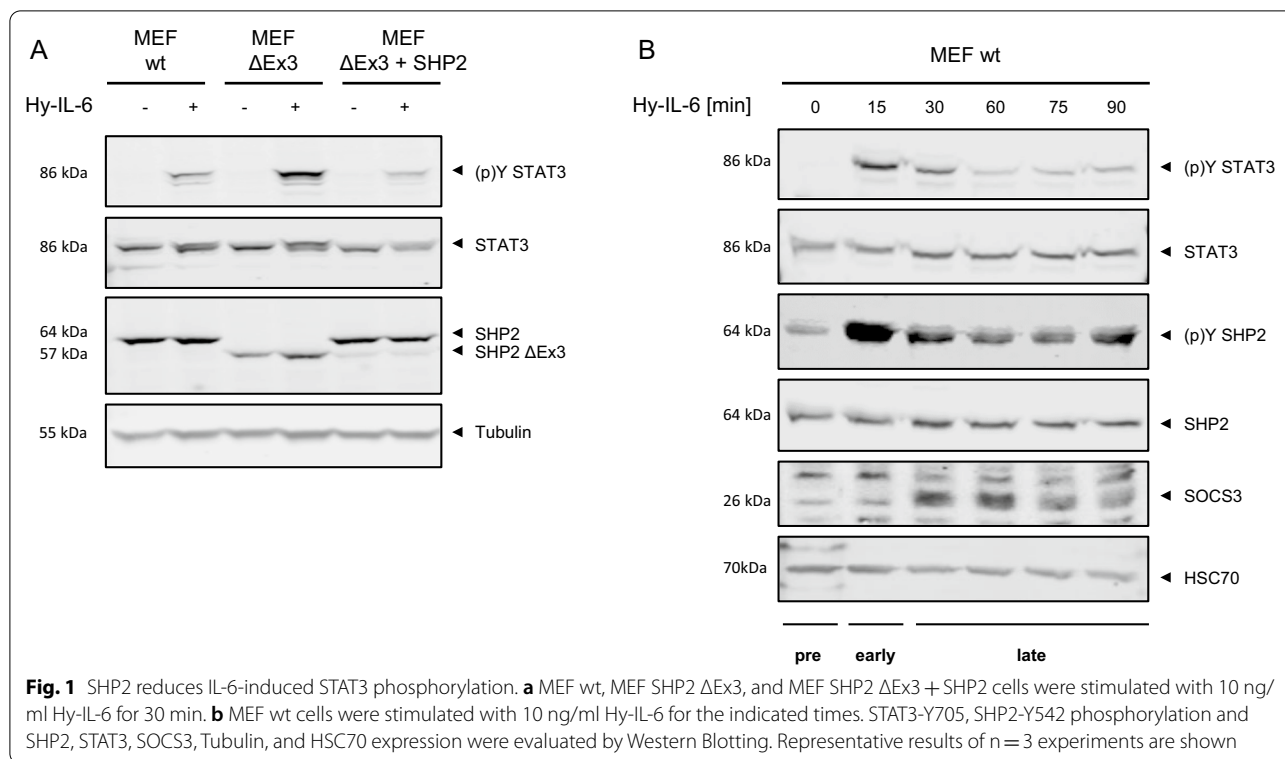 A
MEF wt
MEF ΔEx3
MEF ΔEx3 + SHP2
Hy-IL-6 - + - + - +
86 kDa (p)Y STAT3
86 kDa STAT3
64 kDa SHP2
57 kDa SHP2 ΔEx3
55 kDa Tubulin
B
MEF wt
Hy-IL-6 [min] 0 15 30 60 75 90
86 kDa (p)Y STAT3
86 kDa STAT3
64 kDa (p)Y SHP2
64 kDa SHP2
26 kDa SOCS3
70kDa HSC70
pre early late
Fig. 1 SHP2 reduces IL-6-induced STAT3 phosphorylation. a MEF wt, MEF SHP2 ΔEx3, and MEF SHP2 ΔEx3 + SHP2 cells were stimulated with 10 ng/
ml Hy-IL-6 for 30 min. b MEF wt cells were stimulated with 10 ng/ml Hy-IL-6 for the indicated times. STAT3-Y705, SHP2-Y542 phosphorylation and
SHP2, STAT3, SOCS3, Tubulin, and HSC70 expression were evaluated by Western Blotting. Representative results of n = 3 experiments are shown